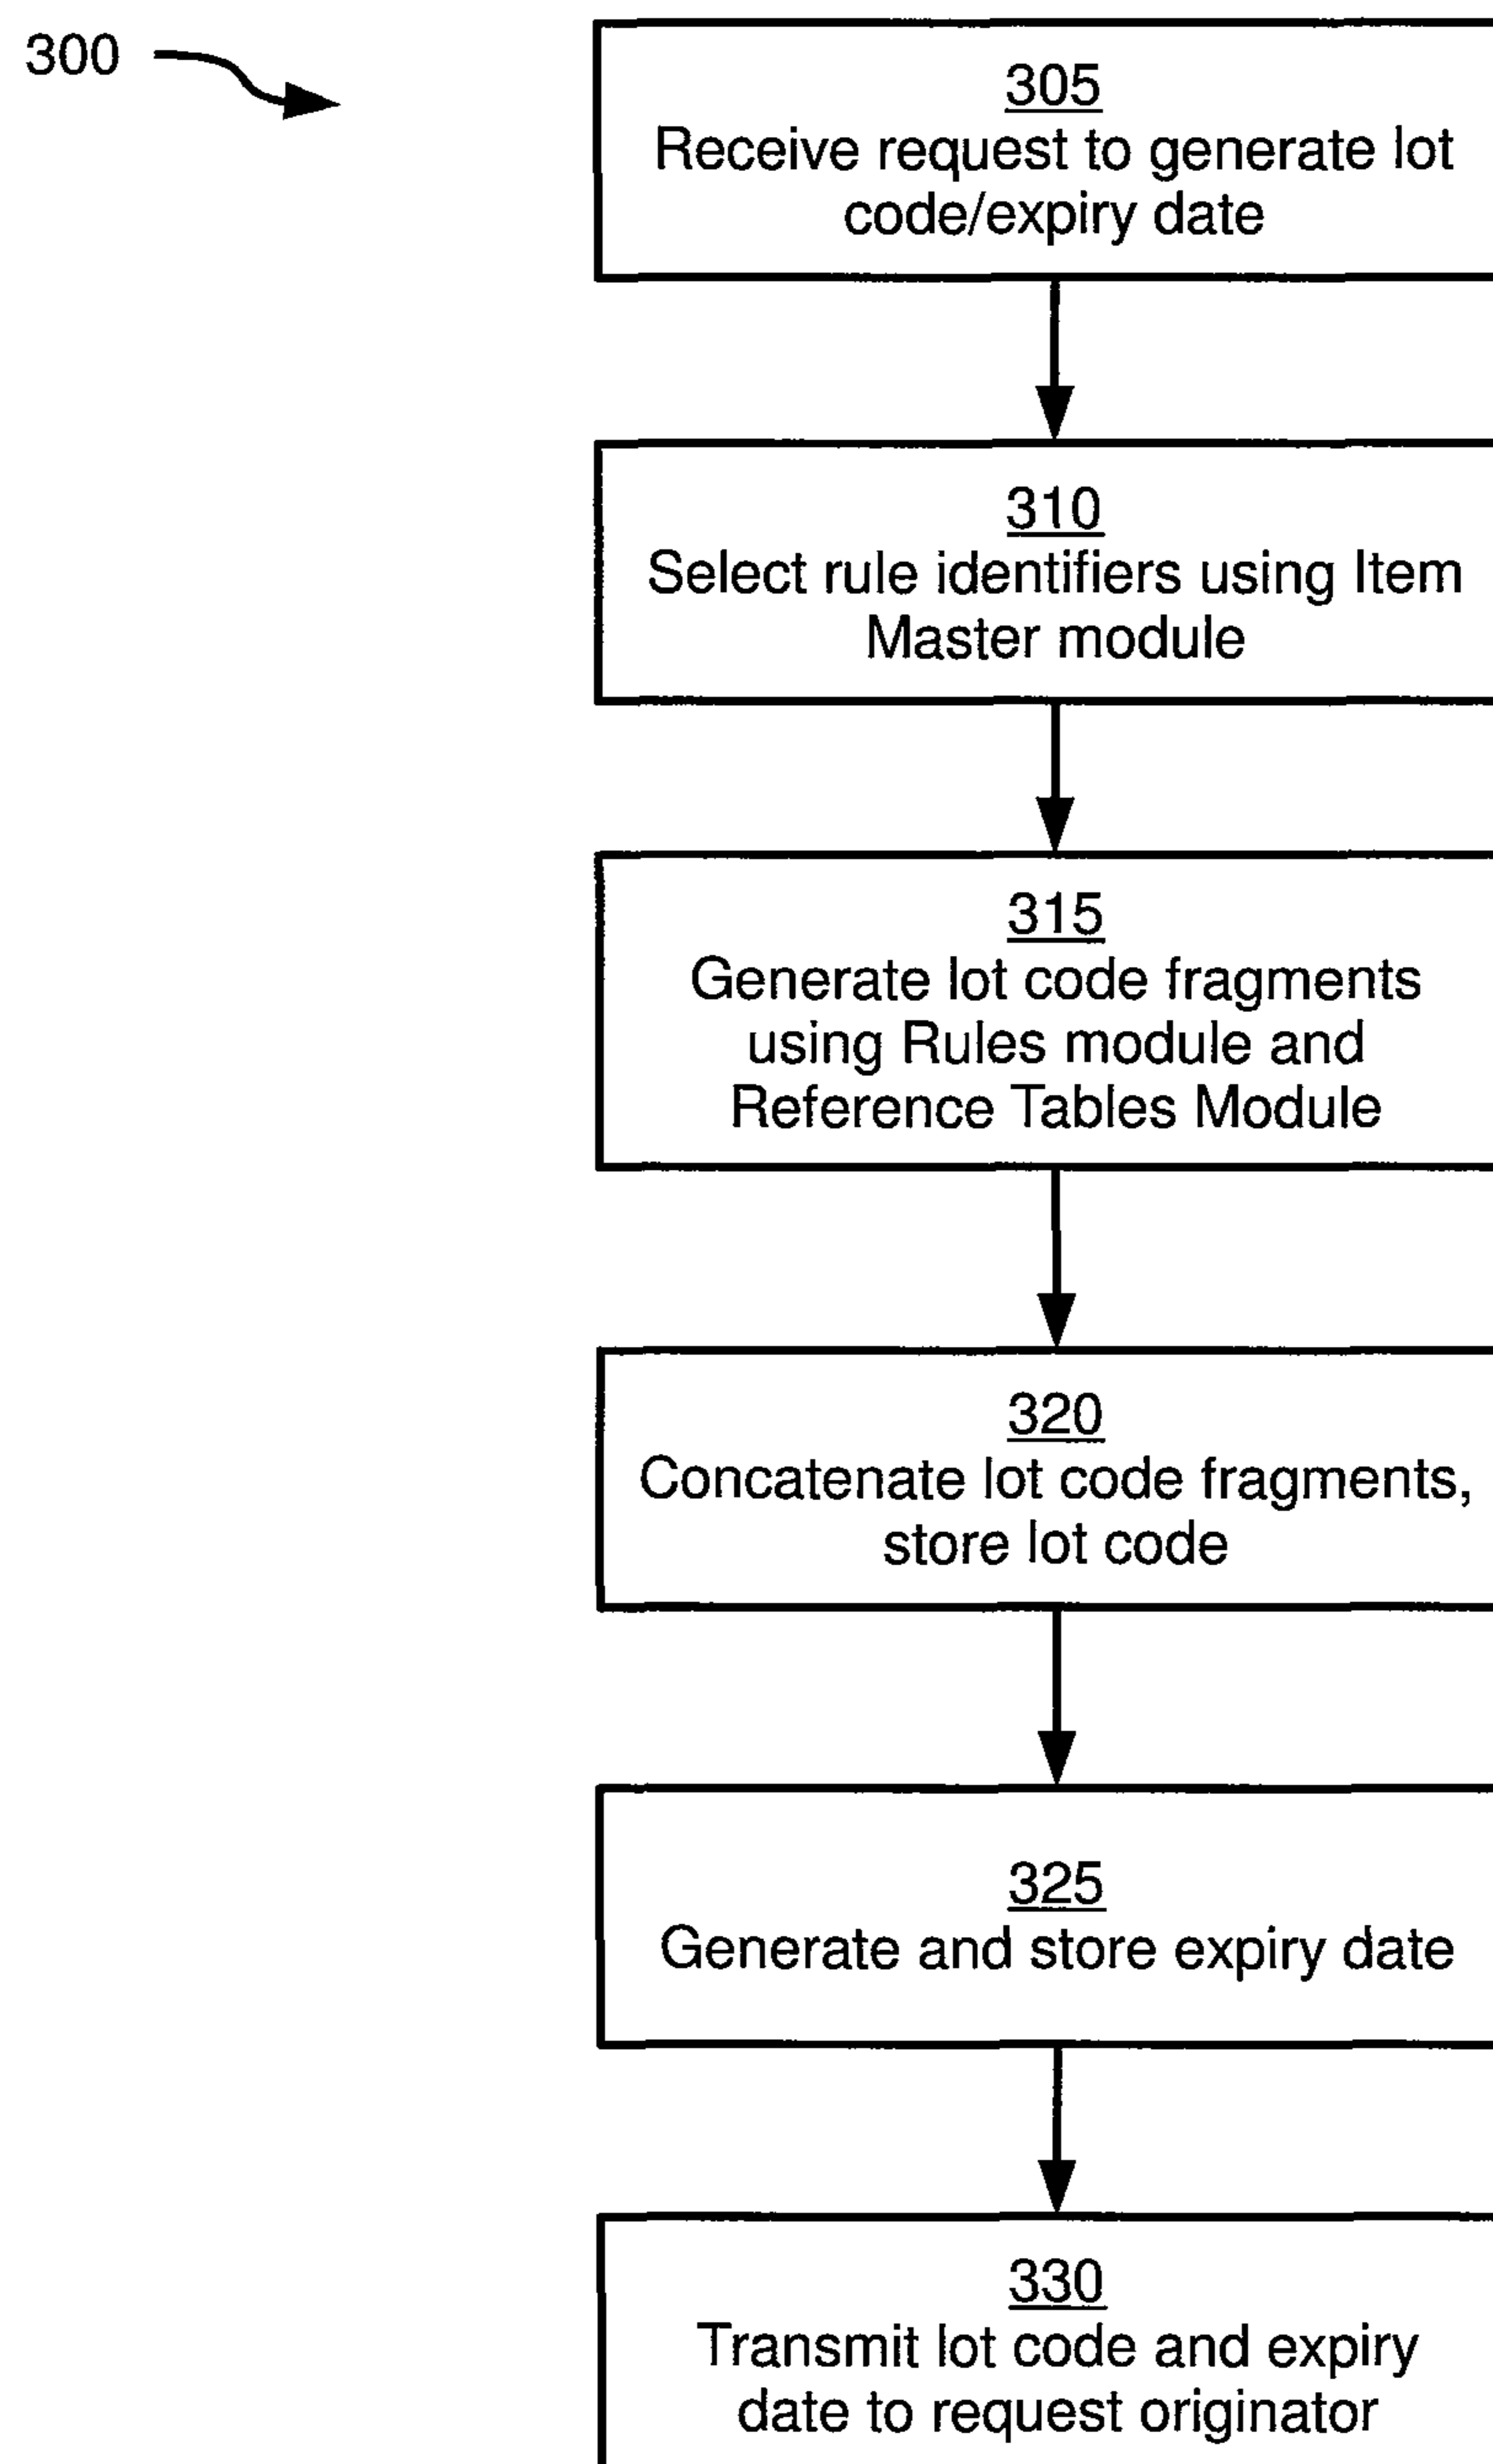 300
305
Receive request to generate lot
code/expiry date
310
Select rule identifiers using Item
Master module
315
Generate lot code fragments
using Rules module and
Reference Tables Module
320
Concatenate lot code fragments,
store lot code
325
Generate and store expiry date
330
Transmit lot code and expiry
date to request originator